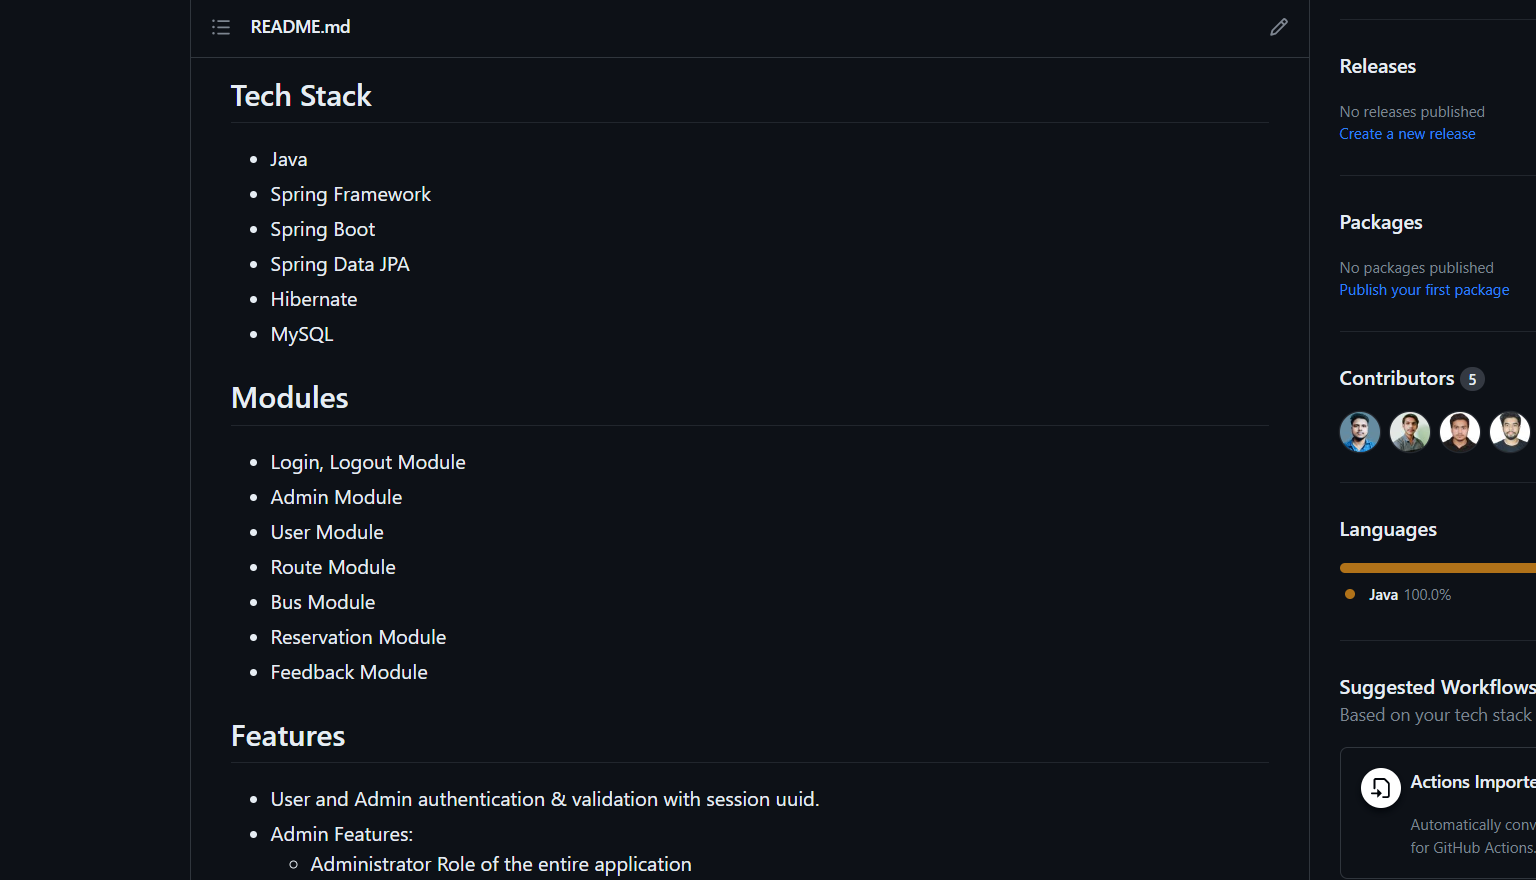 README.md
Tech Stack
Java
Spring Framework
Spring Boot
Spring Data JPA
Hibernate
MySQL
Modules
Login, Logout Module
Admin Module
User Module
Route Module
Bus Module
Reservation Module
Feedback Module
Features
User and Admin authentication & validation with session uuid.
Admin Features:
Administrator Role of the entire application
Releases
No releases published
Create a new release
Packages
No packages published
Publish your first package
Contributors 5
Languages
Java 100.0%
Suggested Workflows
Based on your tech stack
Actions Importe
Automatically conv
for GitHub Actions.